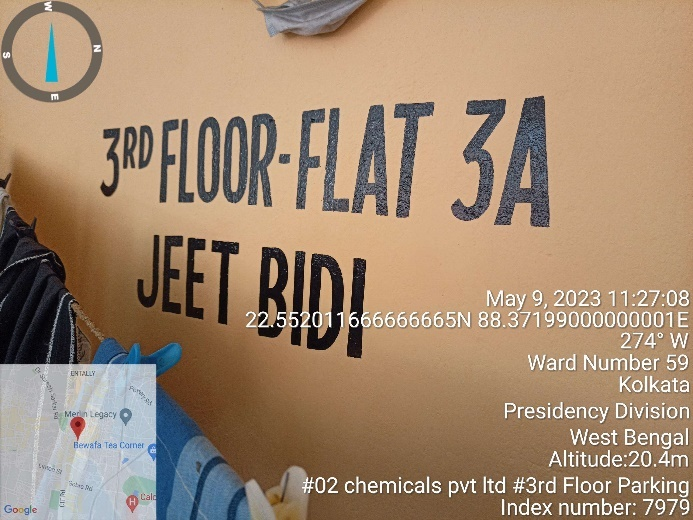 W
N
S
E
3RD FLOOR-FLAT 3A
JEET BIDI
May 9, 2023 11:27:08
22.552011666666665N 88.37199000000001E
274° W
Ward Number 59
Kolkata
Presidency Division
West Bengal
Altitude:20.4m
#02 chemicals pvt ltd #3rd Floor Parking
Index number: 7979
ENTALLY
Merlin Legacy
Bewafa Tea Corner
Google